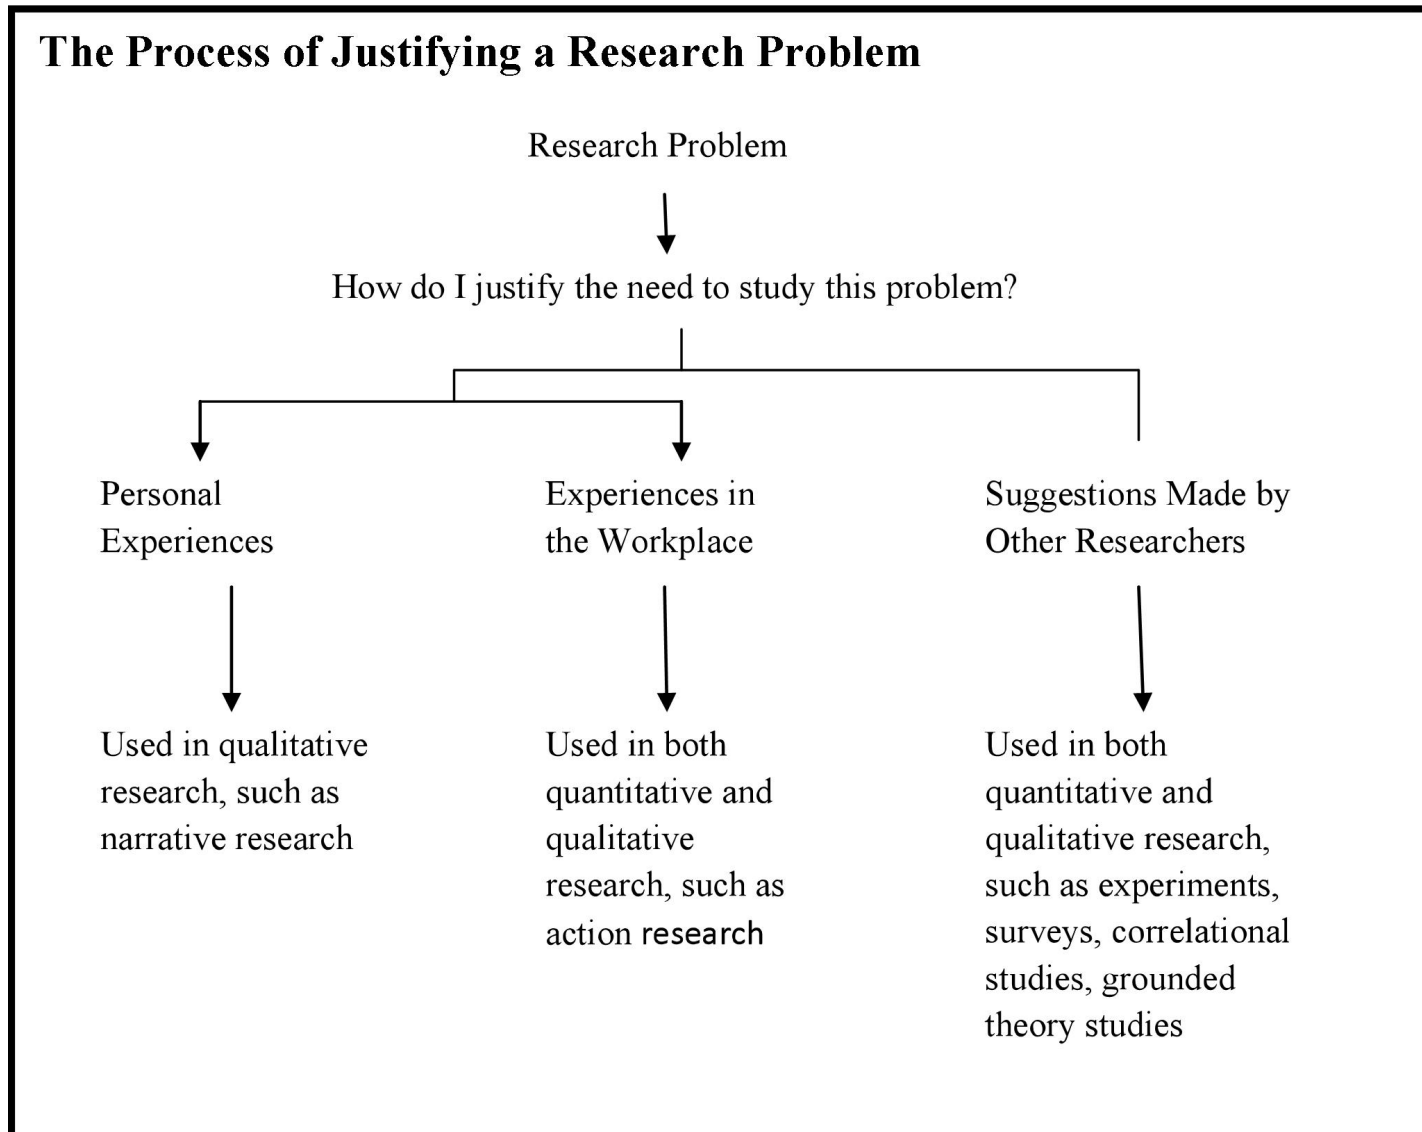 The Process of Justifying a Research Problem
Research Problem
How do I justify the need to study this problem?
Personal
Experiences
Experiences in
the Workplace
Suggestions Made by
Other Researchers
Used in qualitative
research, such as
narrative research
Used in both
quantitative and
qualitative
research, such as
action research
Used in both
quantitative and
qualitative research,
such as experiments,
surveys, correlational
studies, grounded
theory studies